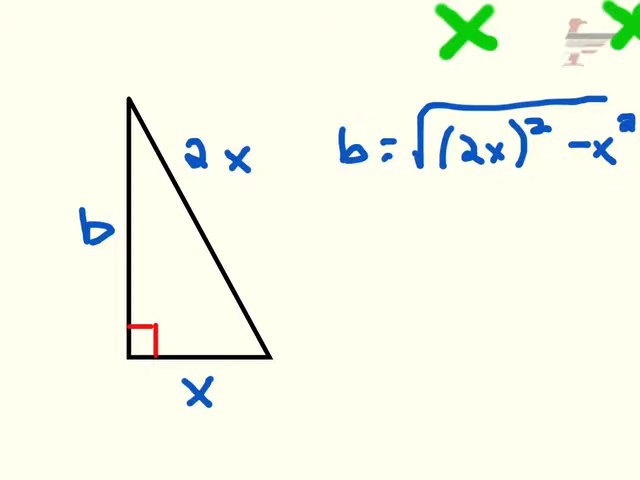 2x
b = √(2x)² - x²
b
x